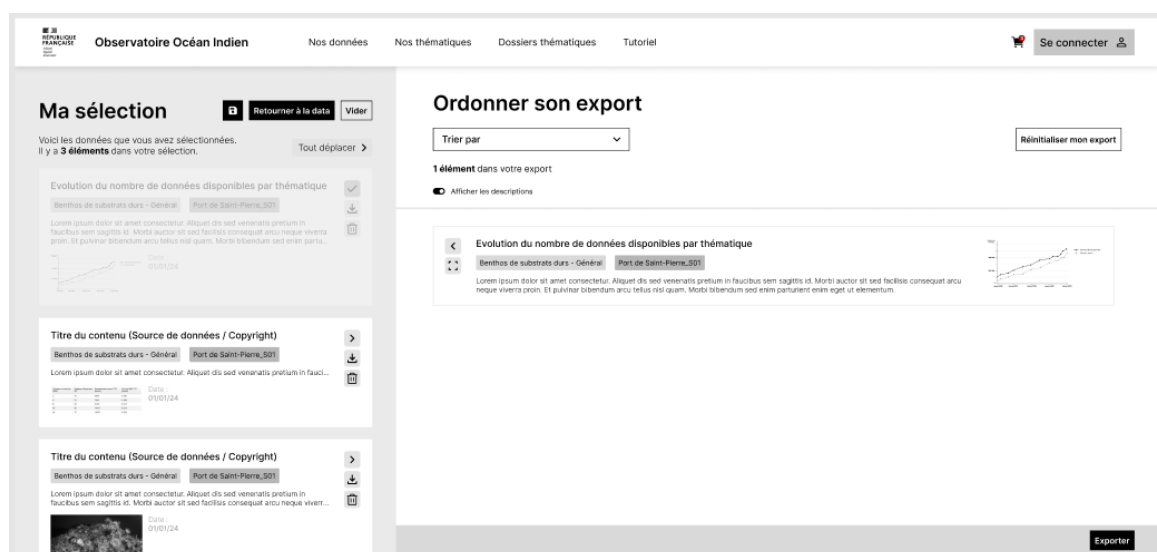 RÉPUBLIQUE
FRANÇAISE
Observatoire Océan Indien
Nos données
Nos thématiques
Dossiers thématiques
Tutoriel
Se connecter
Ma sélection
Retourner à la data
Vider
Voici les données que vous avez sélectionnées.
Il y a 3 éléments dans votre sélection.
Tout déplacer
Evolution du nombre de données disponibles par thématique
Benthos de substrats durs - Général
Port de Saint-Pierre_S01
Lorem ipsum dolor sit amet consectetur. Aliquet dis sed venenatis pretium in
faucibus sem sagittis id. Morbi auctor sit sed facilisis consequat arcu neque viverra
proin. Et pulvinar bibendum arcu tellus nisl quam. Morbi bibendum sed enim partu...
Date :
01/01/24
Titre du contenu (Source de données / Copyright)
Benthos de substrats durs - Général
Port de Saint-Pierre_S01
Lorem ipsum dolor sit amet consectetur. Aliquet dis sed venenatis pretium in fauci...
Date :
01/01/24
Titre du contenu (Source de données / Copyright)
Benthos de substrats durs - Général
Port de Saint-Pierre_S01
Lorem ipsum dolor sit amet consectetur. Aliquet dis sed venenatis pretium in
faucibus sem sagittis id. Morbi auctor sit sed facilisis consequat arcu neque viverr...
Date :
01/01/24
Ordonner son export
Trier par
Réinitialiser mon export
1 élément dans votre export
Afficher les descriptions
Evolution du nombre de données disponibles par thématique
Benthos de substrats durs - Général
Port de Saint-Pierre_S01
Lorem ipsum dolor sit amet consectetur. Aliquet dis sed venenatis pretium in faucibus sem sagittis id. Morbi auctor sit sed facilisis consequat arcu
neque viverra proin. Et pulvinar bibendum arcu tellus nisl quam. Morbi bibendum sed enim parturient enim eget ut elementum.
Exporter